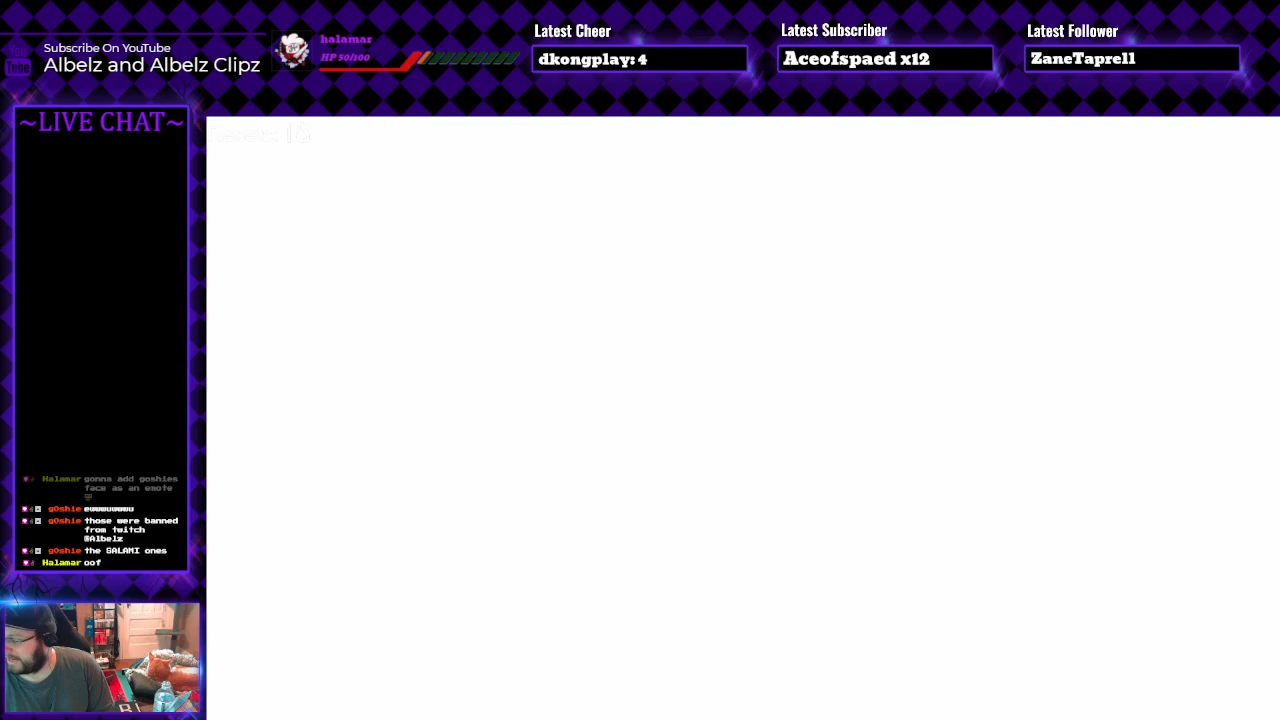 Subscribe On YouTube
Albelz and Albelz Clipz
You
Tube
halamar
HP 50/100
Latest Cheer
dkongplay: 4
Latest Subscriber
Aceofspaed x12
Latest Follower
ZaneTaprell
~LIVE CHAT~
Halamar gonna add goshies
face as an emote
g0shie ewwwwwww
g0shie those were banned
from twitch
@Albelz
g0shie the SALAMI ones
Halamar oof